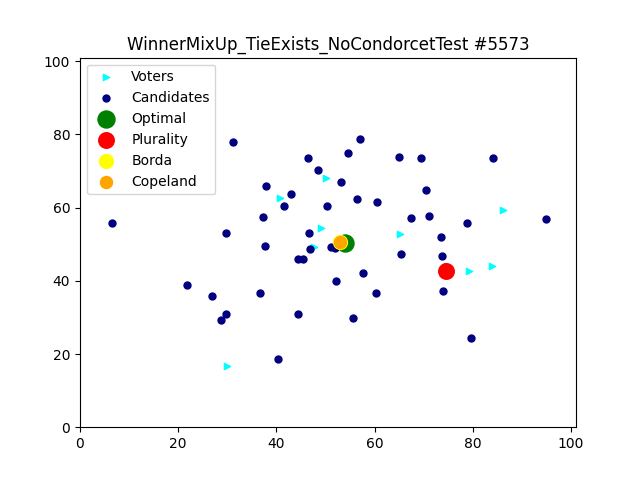 WinnerMixUp_TieExists_NoCondorcetTest #5573
Voters
Candidates
Optimal
Plurality
Borda
Copeland
100
80
60
40
20
0
0 20 40 60 80 100